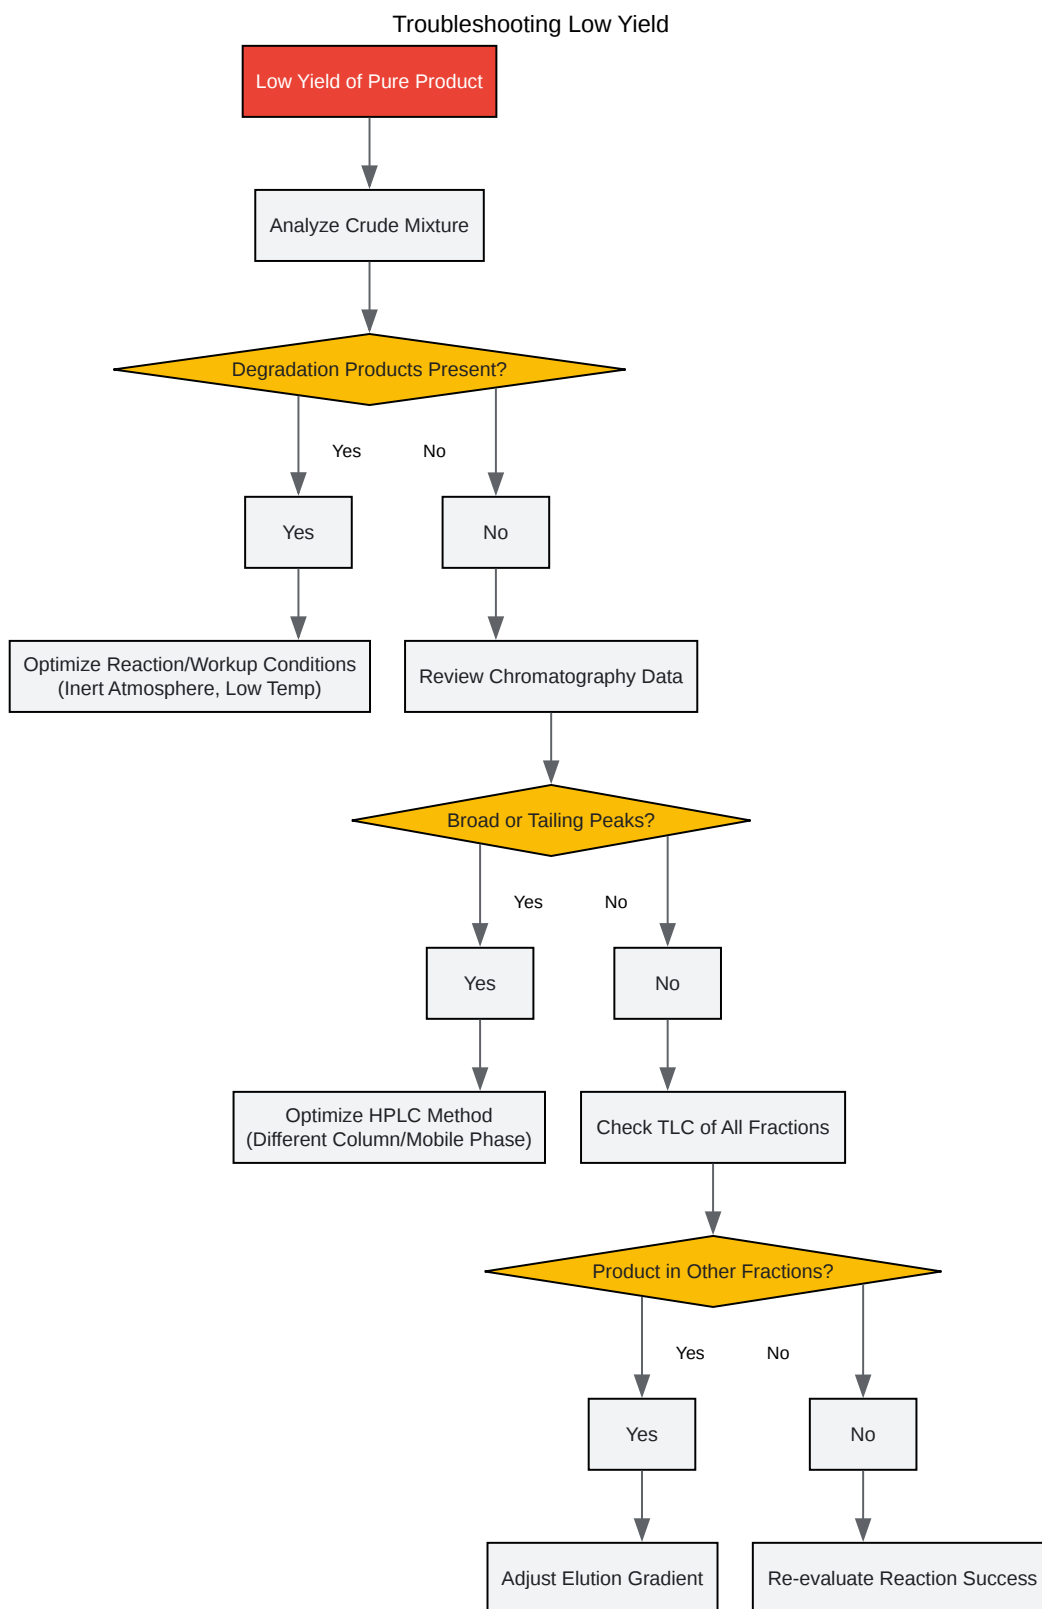 Troubleshooting Low Yield
Low Yield of Pure Product
Analyze Crude Mixture
Degradation Products Present?
Yes
No
Yes
No
Optimize Reaction/Workup Conditions
(Inert Atmosphere, Low Temp)
Review Chromatography Data
Broad or Tailing Peaks?
Yes
No
Yes
No
Optimize HPLC Method
(Different Column/Mobile Phase)
Check TLC of All Fractions
Product in Other Fractions?
Yes
No
Yes
No
Adjust Elution Gradient
Re-evaluate Reaction Success